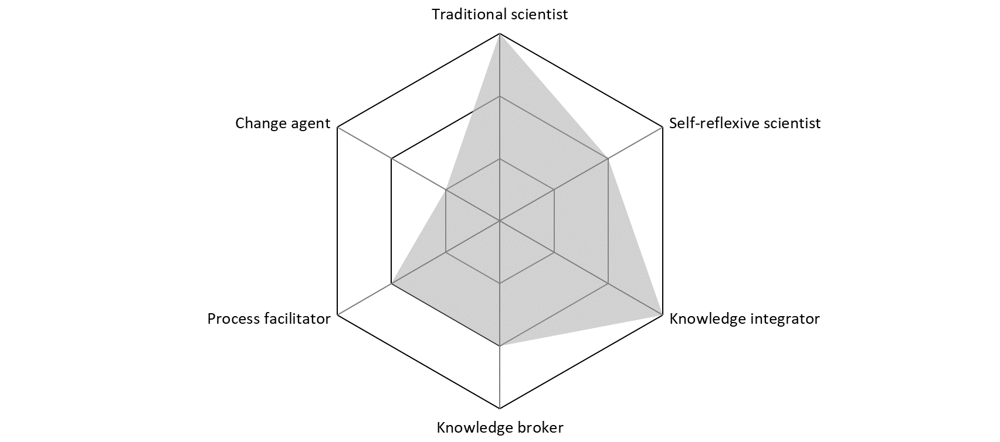 Traditional scientist
Change agent
Self-reflexive scientist
Process facilitator
Knowledge integrator
Knowledge broker